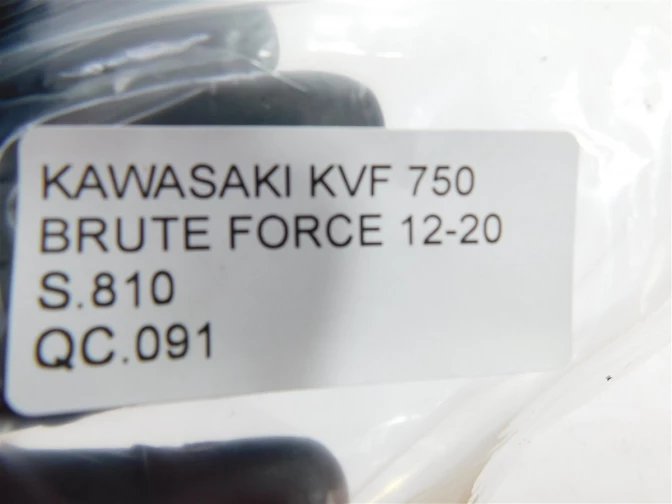 KAWASAKI KVF 750
BRUTE FORCE 12-20
S.810
QC.091